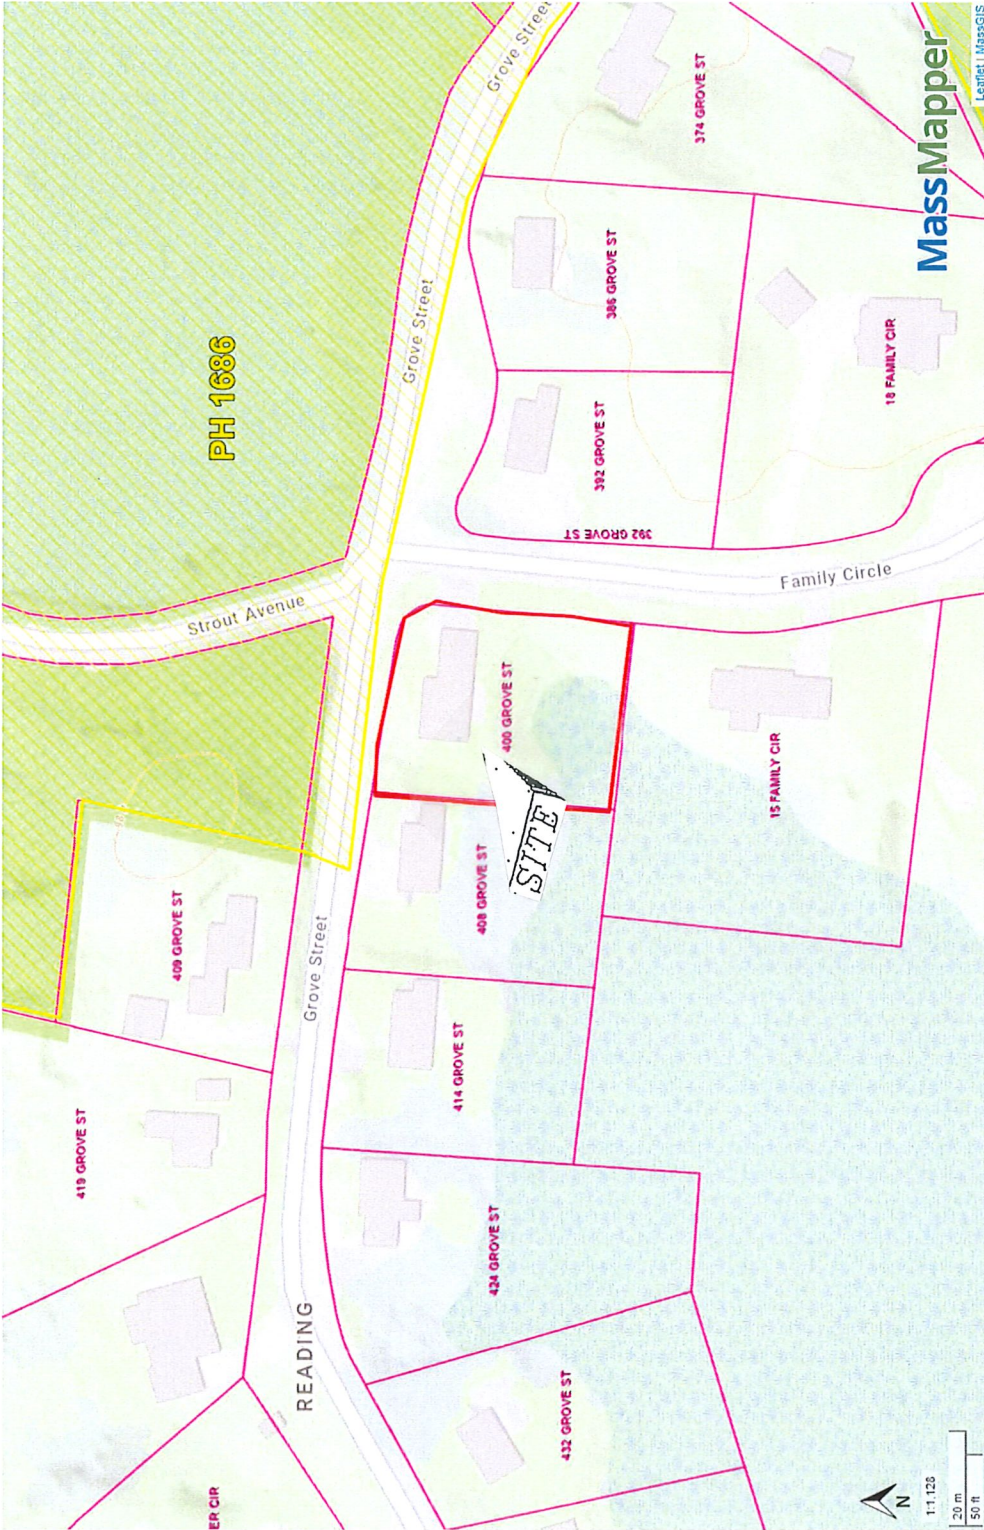 Grove Street
374 GROVE ST
MassMapper
Leaflet | MassGIS
PH 1686
Grove Street
386 GROVE ST
392 GROVE ST
392 GROVE ST
18 FAMILY CIR
Strout Avenue
Family Circle
400 GROVE ST
SITE
15 FAMILY CIR
408 GROVE ST
409 GROVE ST
Grove Street
414 GROVE ST
419 GROVE ST
424 GROVE ST
READING
432 GROVE ST
ER CIR
N
1:1,128
20 m
50 ft